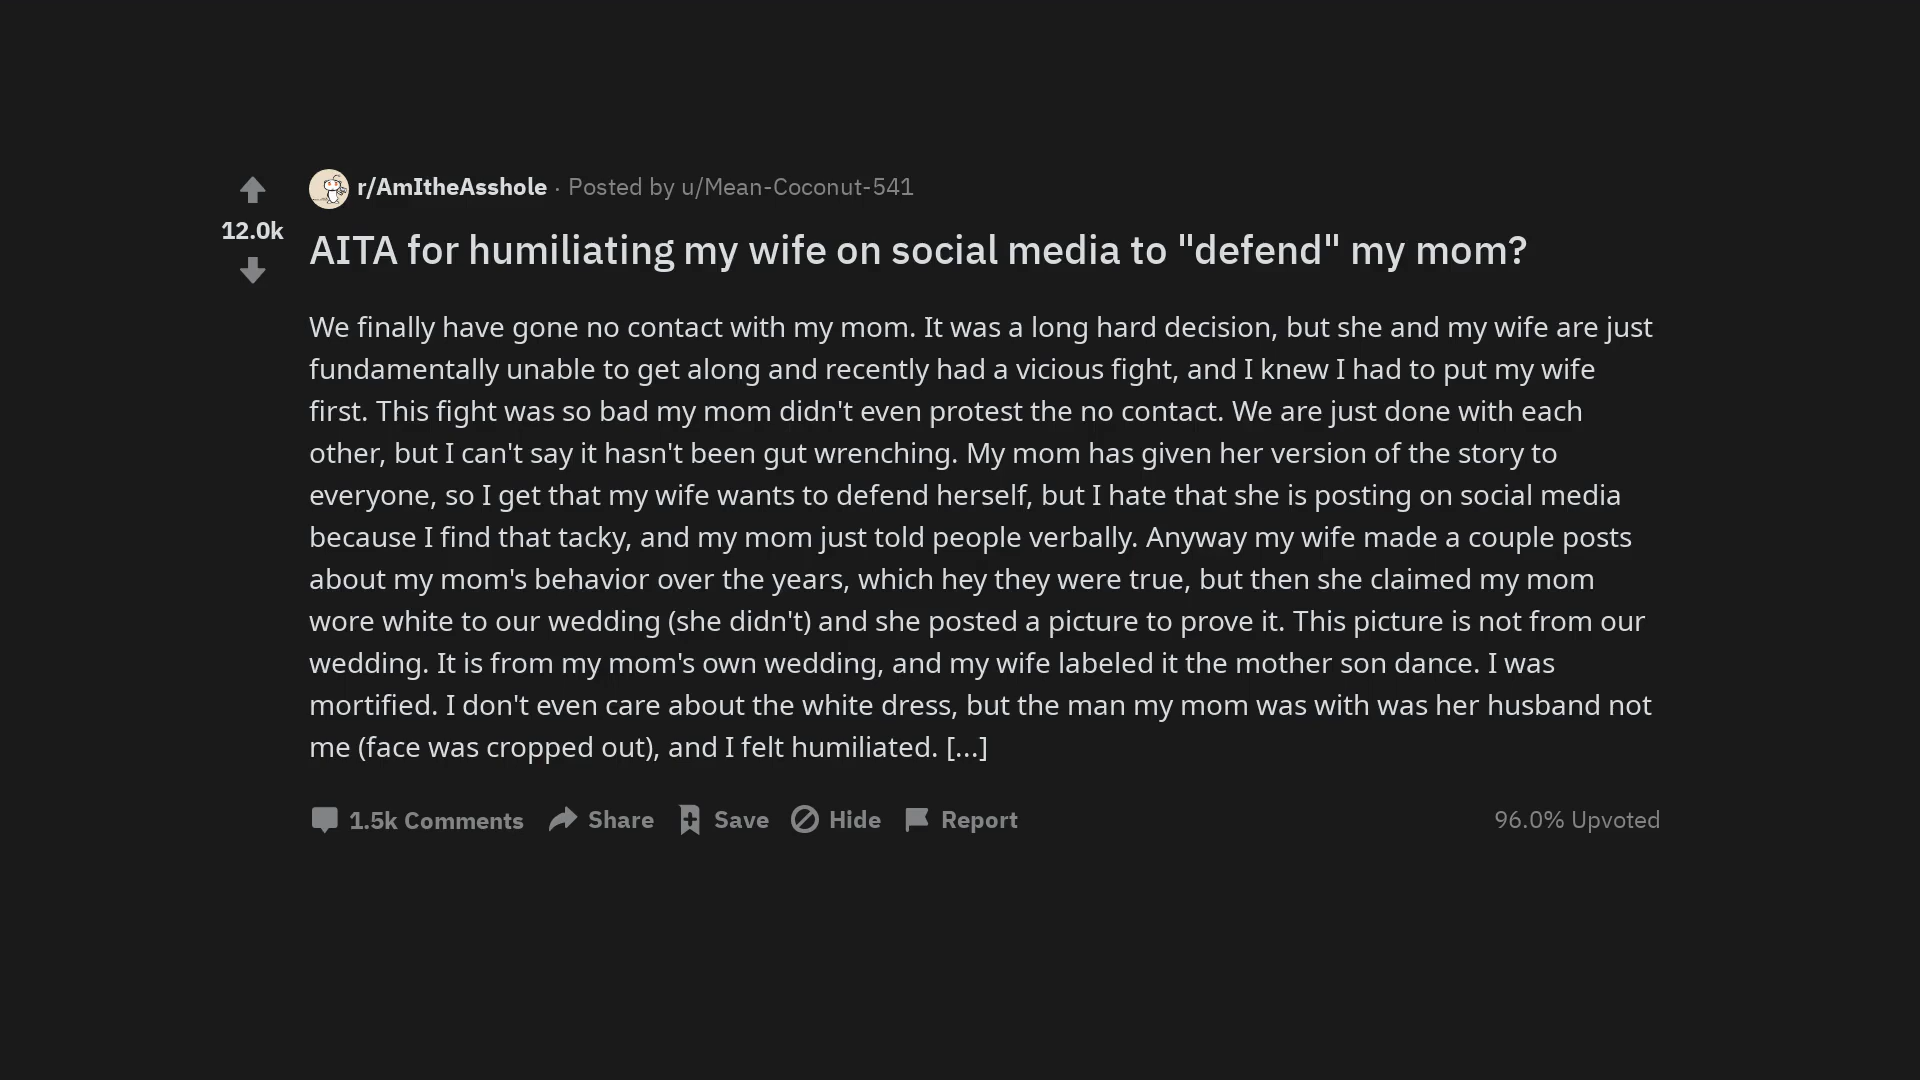 r/AmItheAsshole · Posted by u/Mean-Coconut-541
12.0k
AITA for humiliating my wife on social media to "defend" my mom?
We finally have gone no contact with my mom. It was a long hard decision, but she and my wife are just
fundamentally unable to get along and recently had a vicious fight, and I knew I had to put my wife
first. This fight was so bad my mom didn't even protest the no contact. We are just done with each
other, but I can't say it hasn't been gut wrenching. My mom has given her version of the story to
everyone, so I get that my wife wants to defend herself, but I hate that she is posting on social media
because I find that tacky, and my mom just told people verbally. Anyway my wife made a couple posts
about my mom's behavior over the years, which hey they were true, but then she claimed my mom
wore white to our wedding (she didn't) and she posted a picture to prove it. This picture is not from our
wedding. It is from my mom's own wedding, and my wife labeled it the mother son dance. I was
mortified. I don't even care about the white dress, but the man my mom was with was her husband not
me (face was cropped out), and I felt humiliated. [...]
1.5k Comments Share Save Hide Report 96.0% Upvoted